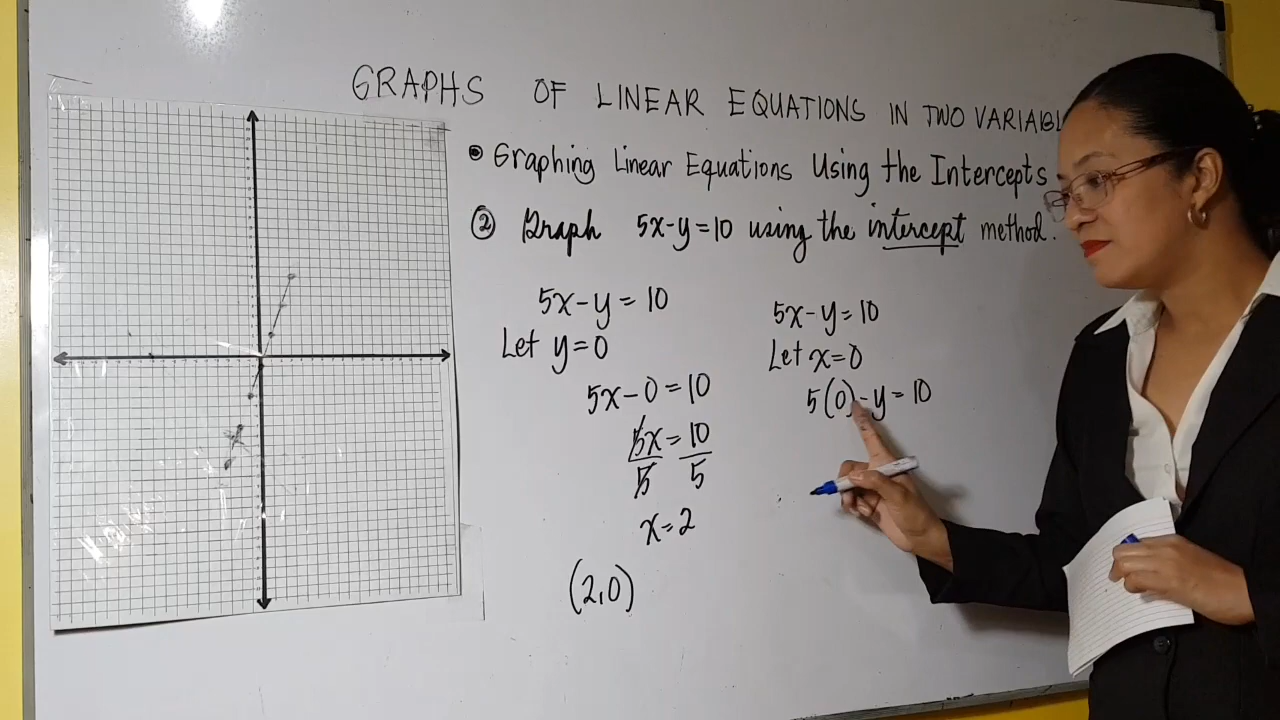 GRAPHS OF LINEAR EQUATIONS IN TWO VARIABL
• Graphing Linear Equations Using the Intercepts
② Graph 5x-y=10 using the intercept method.
5x-y=10
Let y=0
5x-0=10
5x/5=10/5
x=2
(2,0)
5x-y=10
Let x=0
5(0)-y=10